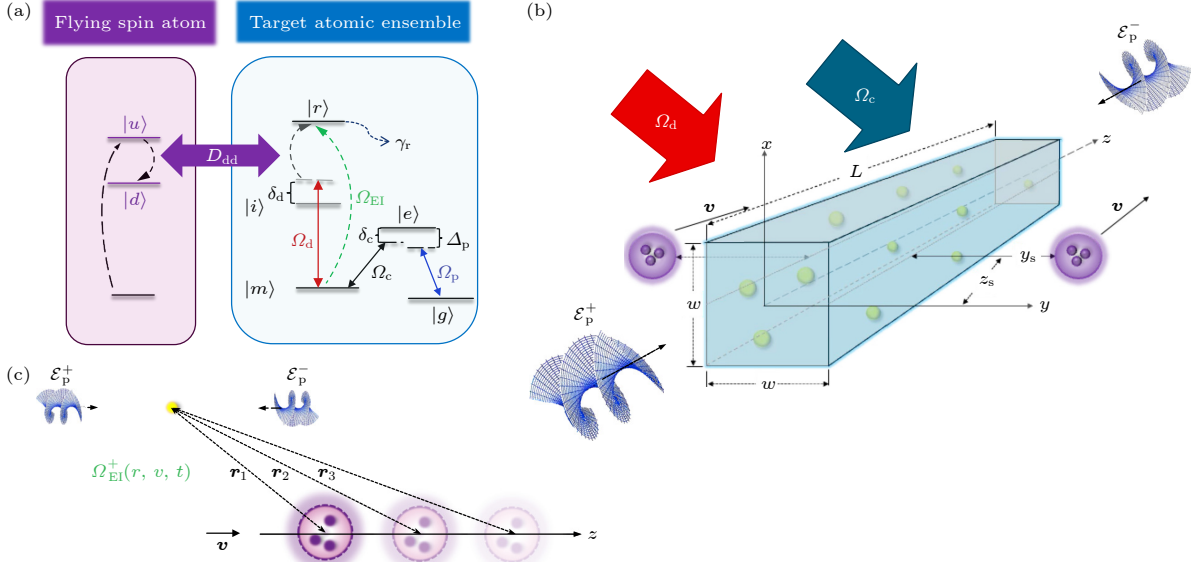 (a)
Flying spin atom
Target atomic ensemble
|u⟩
|d⟩
D_dd
|r⟩
γ_r
δ_d
|i⟩
Ω_EI
Ω_d
|e⟩
δ_c
Δ_p
Ω_c
Ω_p
|m⟩
|g⟩
(b)
ℰ_p^−
Ω_d
Ω_c
x
L
z
v
v
y_s
z_s
w
y
ℰ_p^+
w
(c)
ℰ_p^+
ℰ_p^−
Ω_EI^+(r, v, t)
r_1
r_2
r_3
v
z